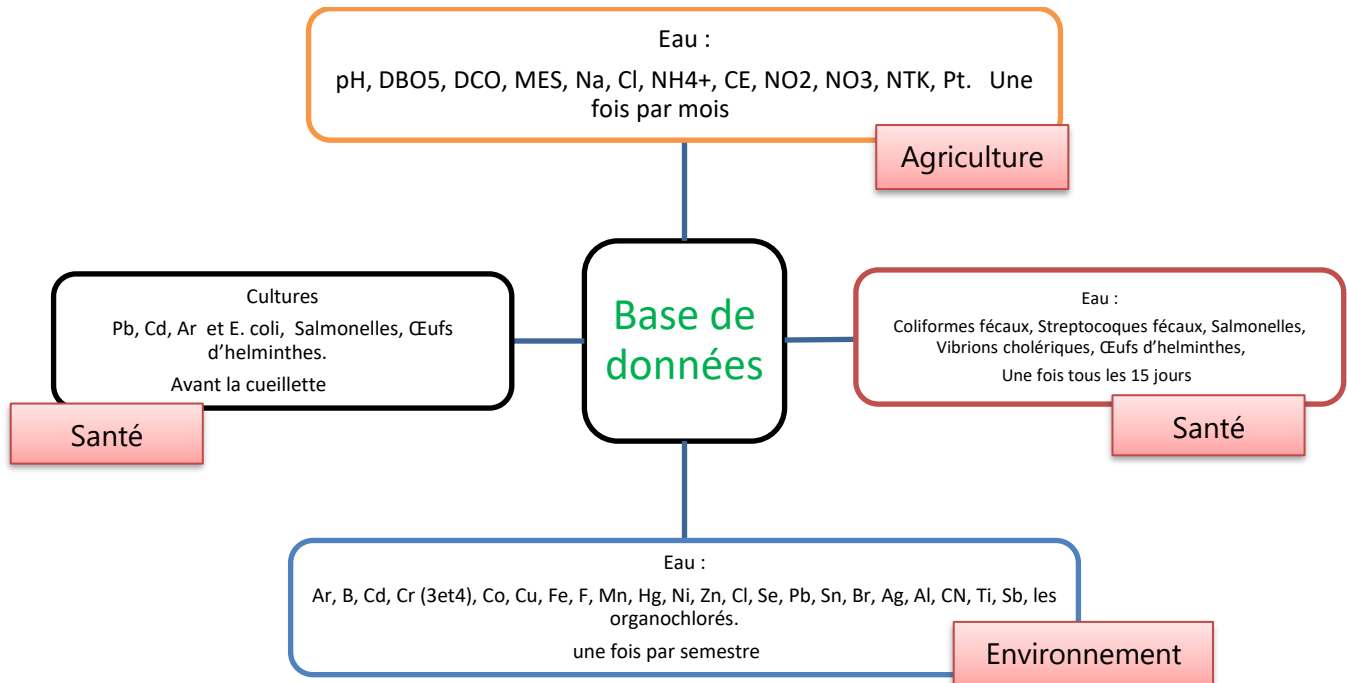 Eau :
pH, DBO5, DCO, MES, Na, Cl, NH4+, CE, NO2, NO3, NTK, Pt. Une
fois par mois
Agriculture
Cultures
Pb, Cd, Ar et E. coli, Salmonelles, Œufs
d’helminthes.
Avant la cueillette
Santé
Base de
données
Eau :
Coliformes fécaux, Streptocoques fécaux, Salmonelles,
Vibrions cholériques, Œufs d’helminthes,
Une fois tous les 15 jours
Santé
Eau :
Ar, B, Cd, Cr (3et4), Co, Cu, Fe, F, Mn, Hg, Ni, Zn, Cl, Se, Pb, Sn, Br, Ag, Al, CN, Ti, Sb, les
organochlorés.
une fois par semestre
Environnement